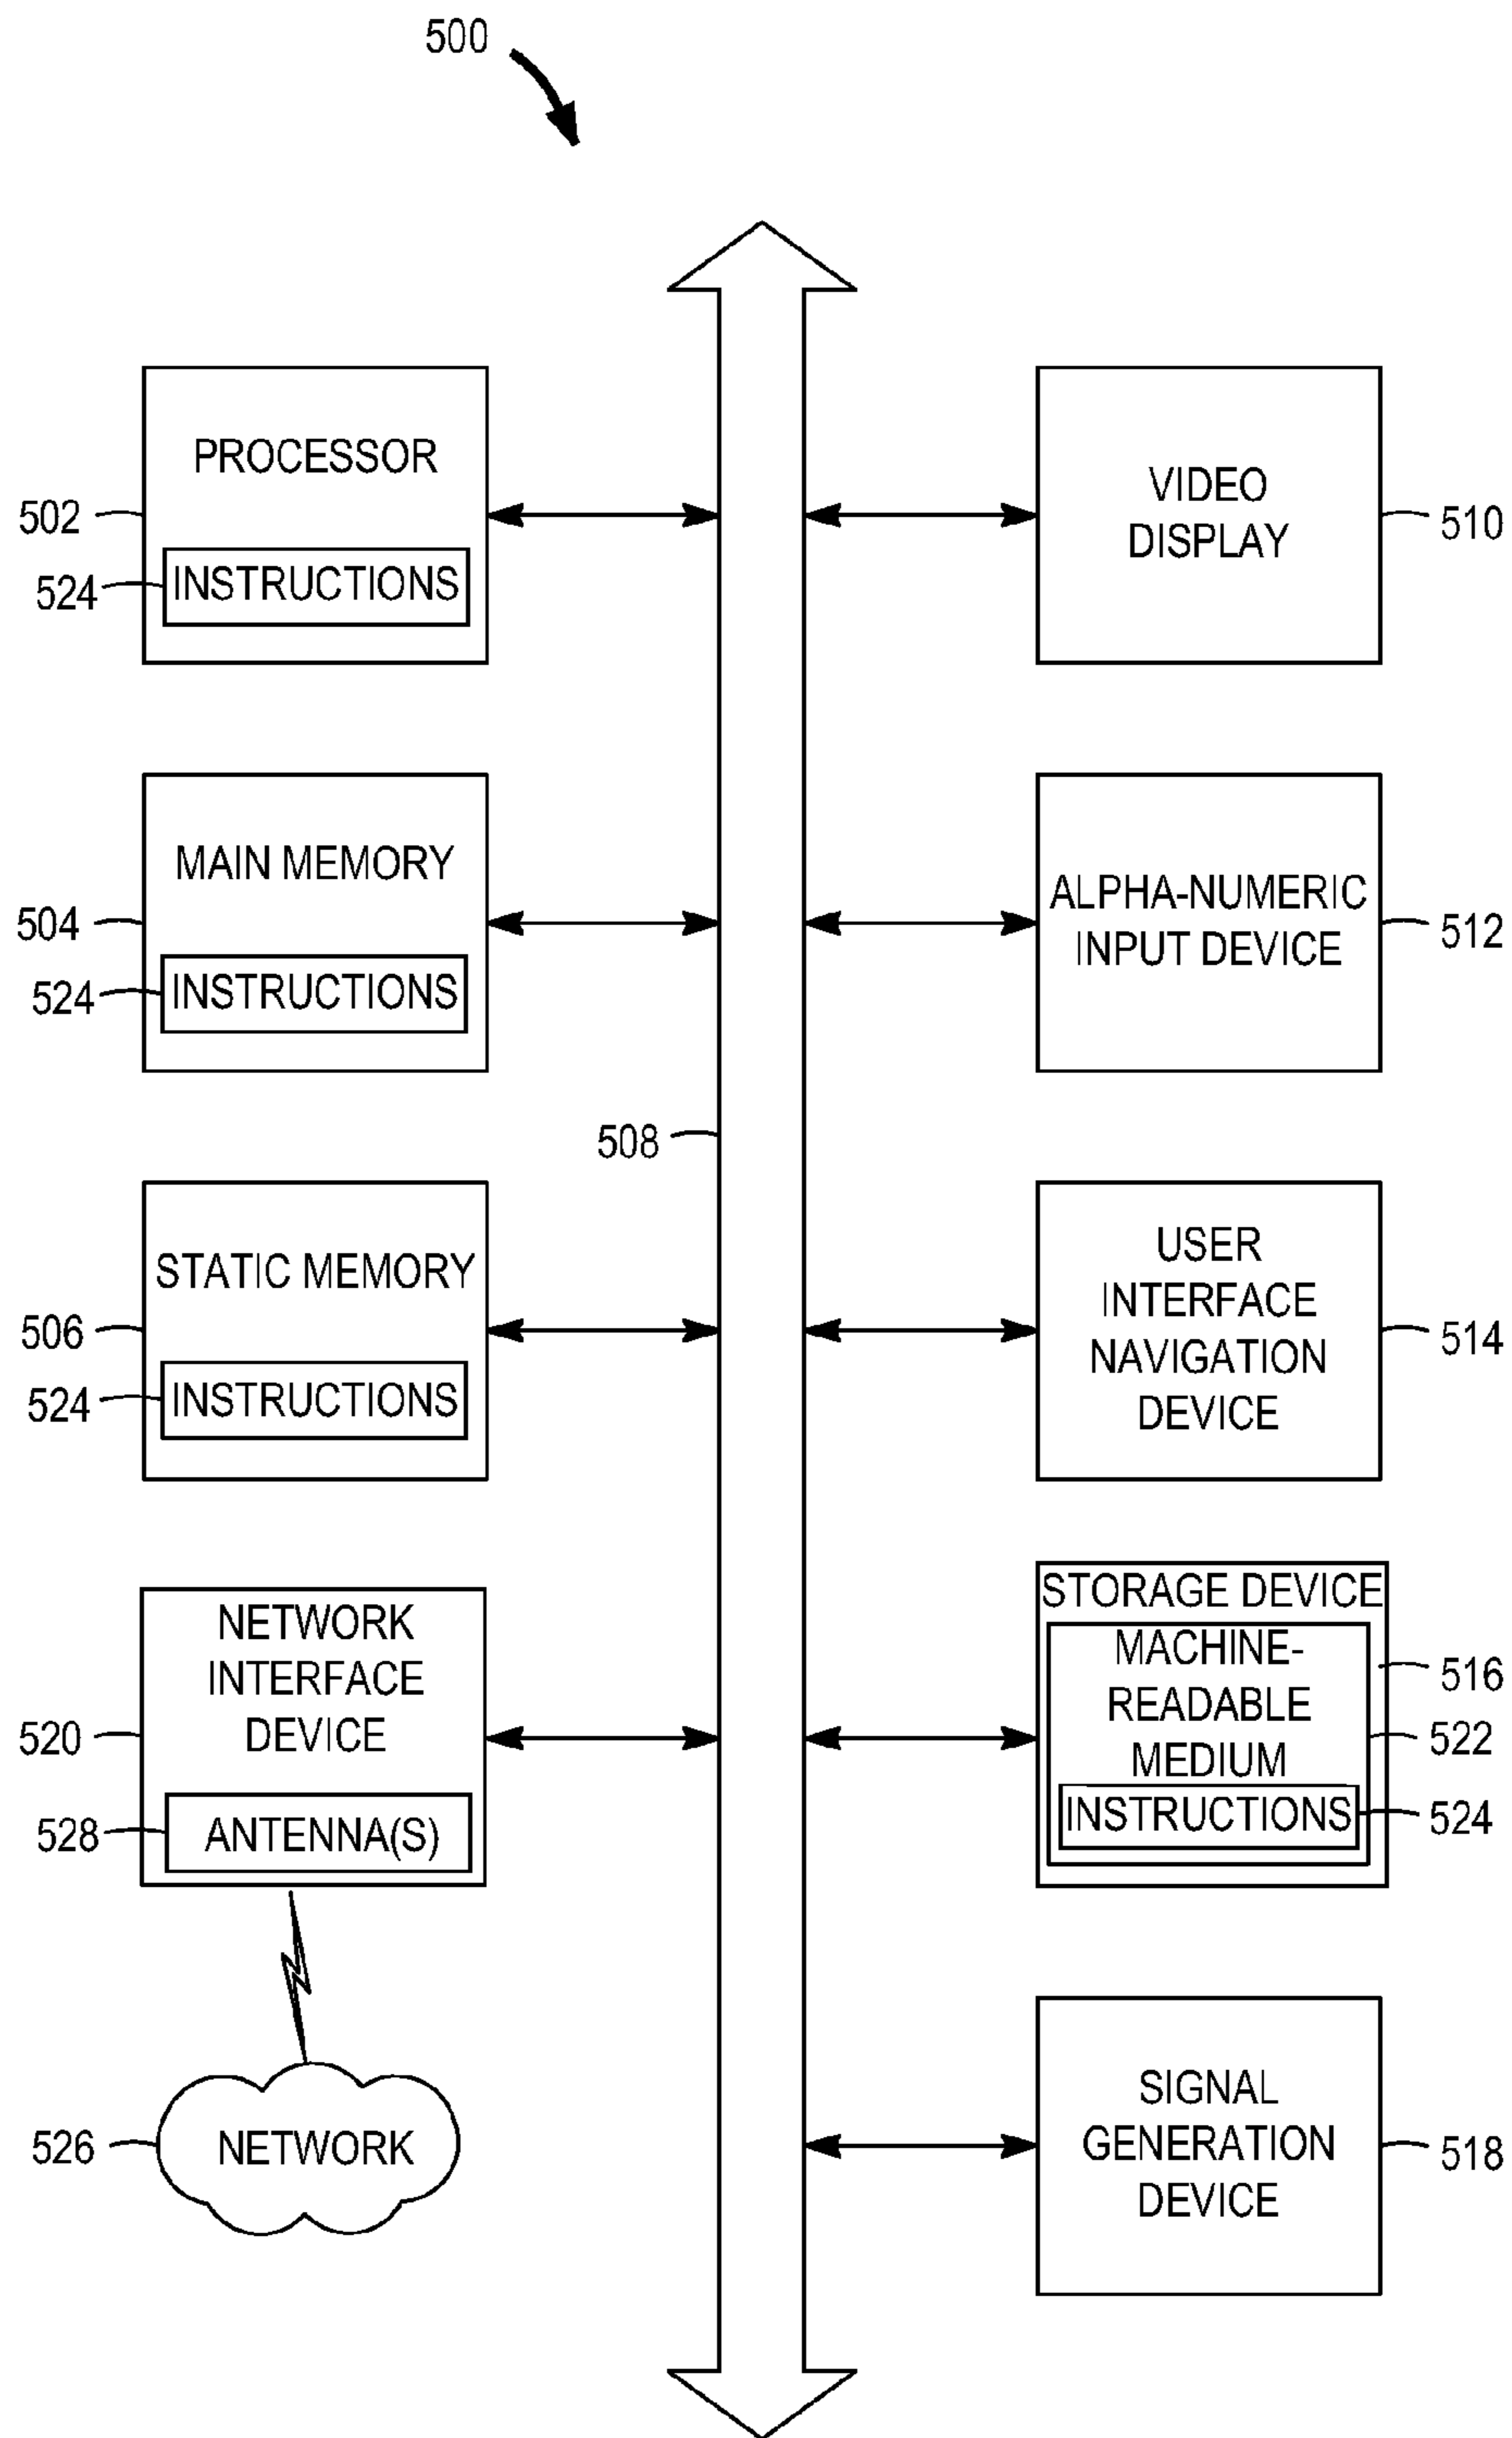 500
PROCESSOR
502
INSTRUCTIONS
524
VIDEO
DISPLAY
510
MAIN MEMORY
504
INSTRUCTIONS
524
ALPHA-NUMERIC
INPUT DEVICE
512
508
STATIC MEMORY
506
INSTRUCTIONS
524
USER
INTERFACE
NAVIGATION
DEVICE
514
NETWORK
INTERFACE
DEVICE
520
ANTENNA(S)
528
STORAGE DEVICE
516
MACHINE-
READABLE
MEDIUM
522
INSTRUCTIONS
524
NETWORK
526
SIGNAL
GENERATION
DEVICE
518